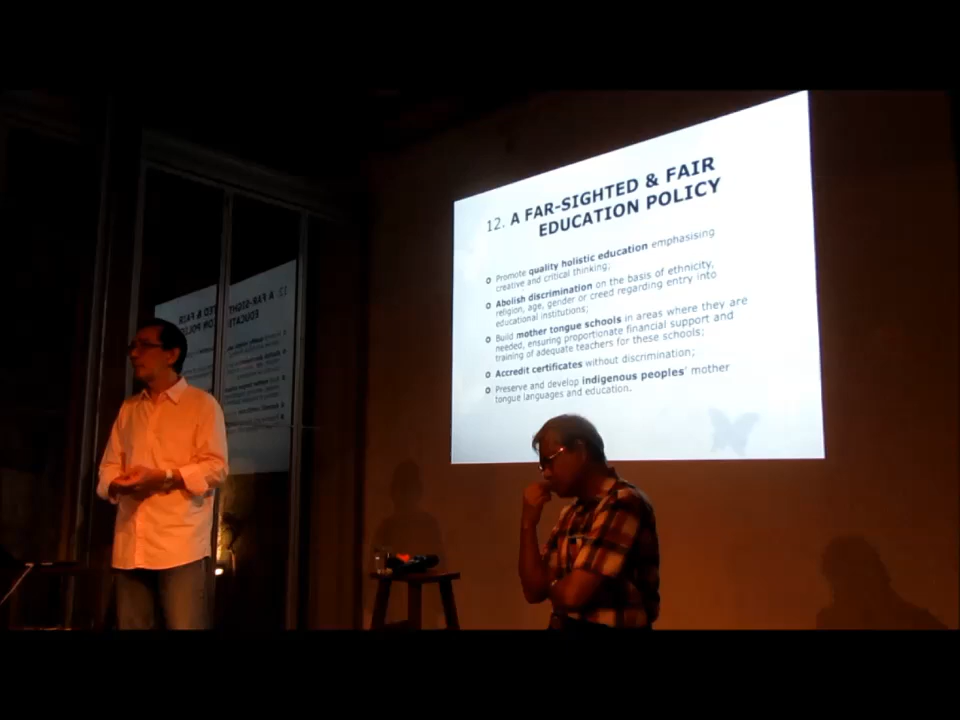 12. A FAR-SIGHTED & FAIR
EDUCATION POLICY
Promote quality holistic education emphasising
creative and critical thinking;
Abolish discrimination on the basis of ethnicity,
religion, age, gender or creed regarding entry into
educational institutions;
Build mother tongue schools in areas where they are
needed, ensuring proportionate financial support and
training of adequate teachers for these schools;
Accredit certificates without discrimination;
Preserve and develop indigenous peoples' mother
tongue languages and education.